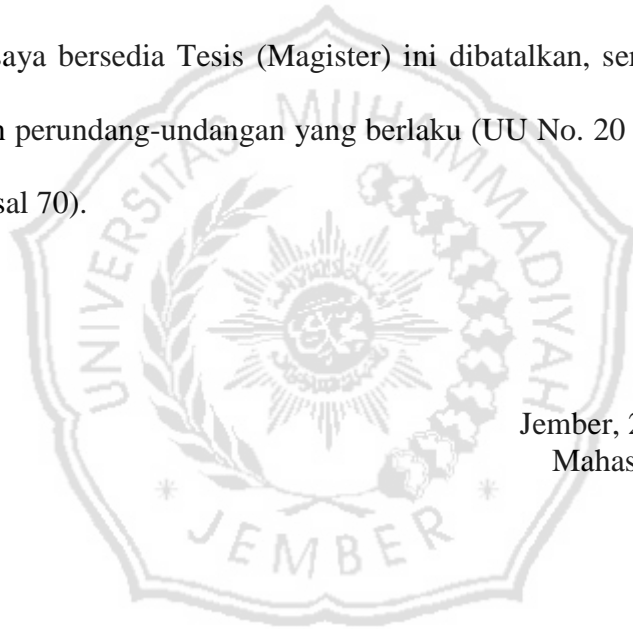 aya bersedia Tesis (Magister) ini dibatalkan, ser
n perundang-undangan yang berlaku (UU No. 20
sal 70).
UNIVERSITAS MUHAMMADIYAH
Jember, 2
Mahas
JEMBER